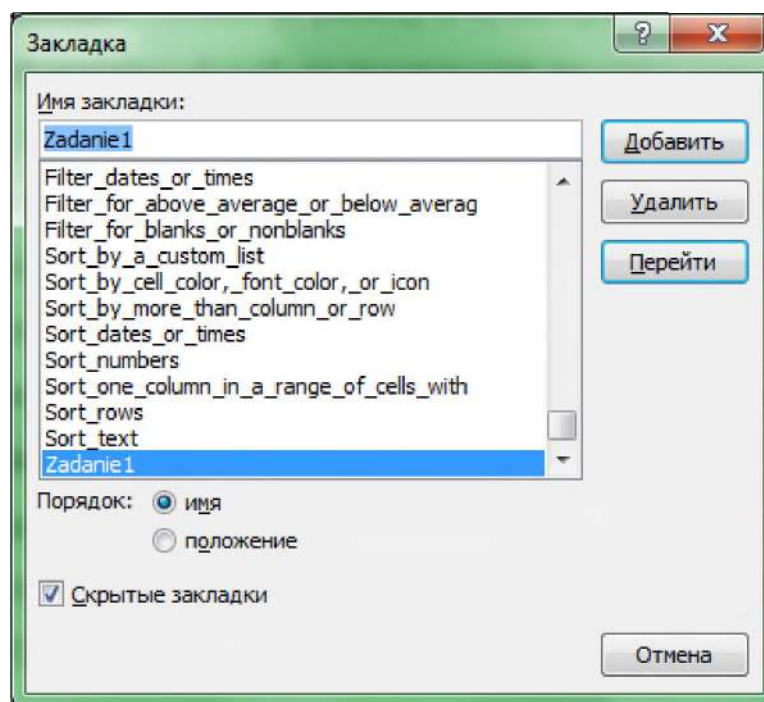 Закладка
Имя закладки:
Zadanie1
Filter_dates_or_times
Filter_for_above_average_or_below_averag
Filter_for_blanks_or_nonblanks
Sort_by_a_custom_list
Sort_by_cell_color,_font_color,_or_icon
Sort_by_more_than_column_or_row
Sort_dates_or_times
Sort_numbers
Sort_one_column_in_a_range_of_cells_with
Sort_rows
Sort_text
Zadanie1
Добавить
Удалить
Перейти
Порядок: имя
положение
Скрытые закладки
Отмена